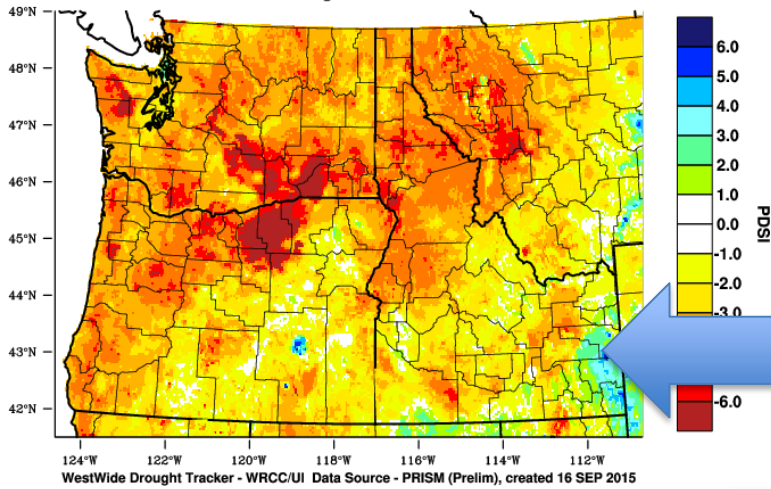 49°N
48°N
47°N
46°N
45°N
44°N
43°N
42°N
124°W 122°W 120°W 118°W 116°W 114°W 112°W
6.0
5.0
4.0
3.0
2.0
1.0
0.0
-1.0
-2.0
-3.0
-6.0
PDSI
WestWide Drought Tracker - WRCC/UI Data Source - PRISM (Prelim), created 16 SEP 2015